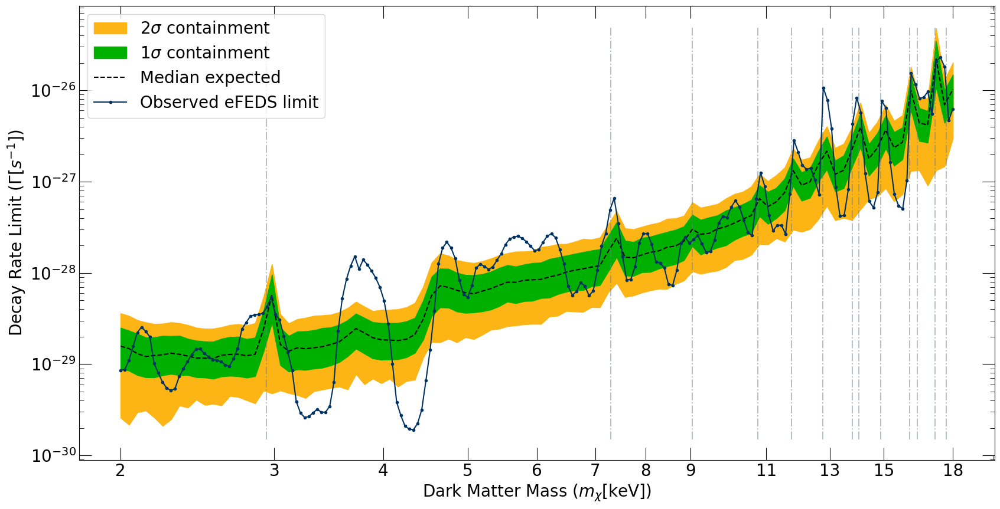 2σ containment
1σ containment
Median expected
Observed eFEDS limit
Decay Rate Limit (Γ[s⁻¹])
10⁻²⁶
10⁻²⁷
10⁻²⁸
10⁻²⁹
10⁻³⁰
2 3 4 5 6 7 8 9 11 13 15 18
Dark Matter Mass (mᵪ[keV])